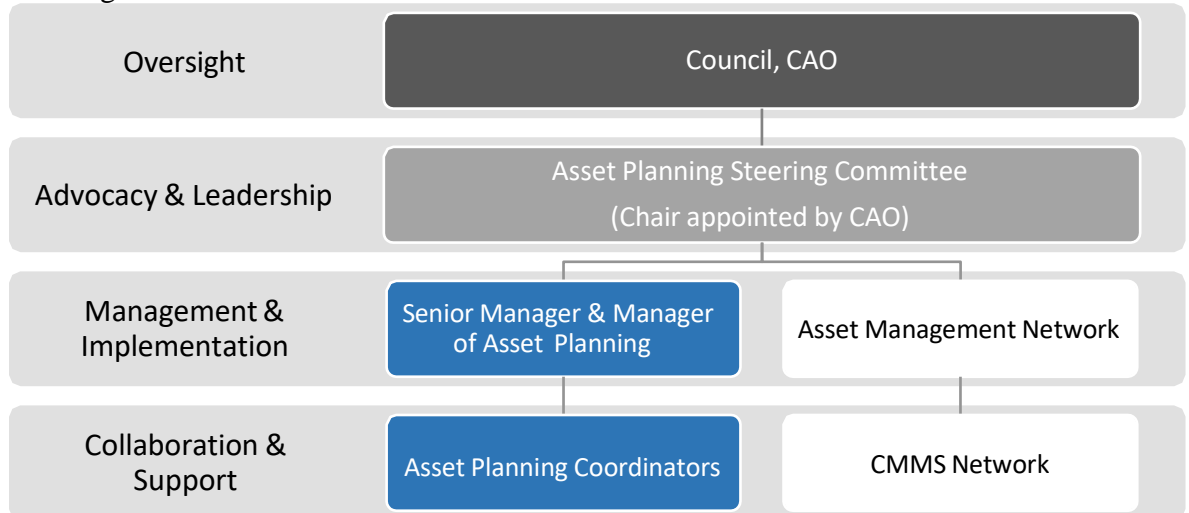 Oversight
Council, CAO
Advocacy & Leadership
Asset Planning Steering Committee
(Chair appointed by CAO)
Management &
Implementation
Senior Manager & Manager
of Asset Planning
Asset Management Network
Collaboration &
Support
Asset Planning Coordinators
CMMS Network